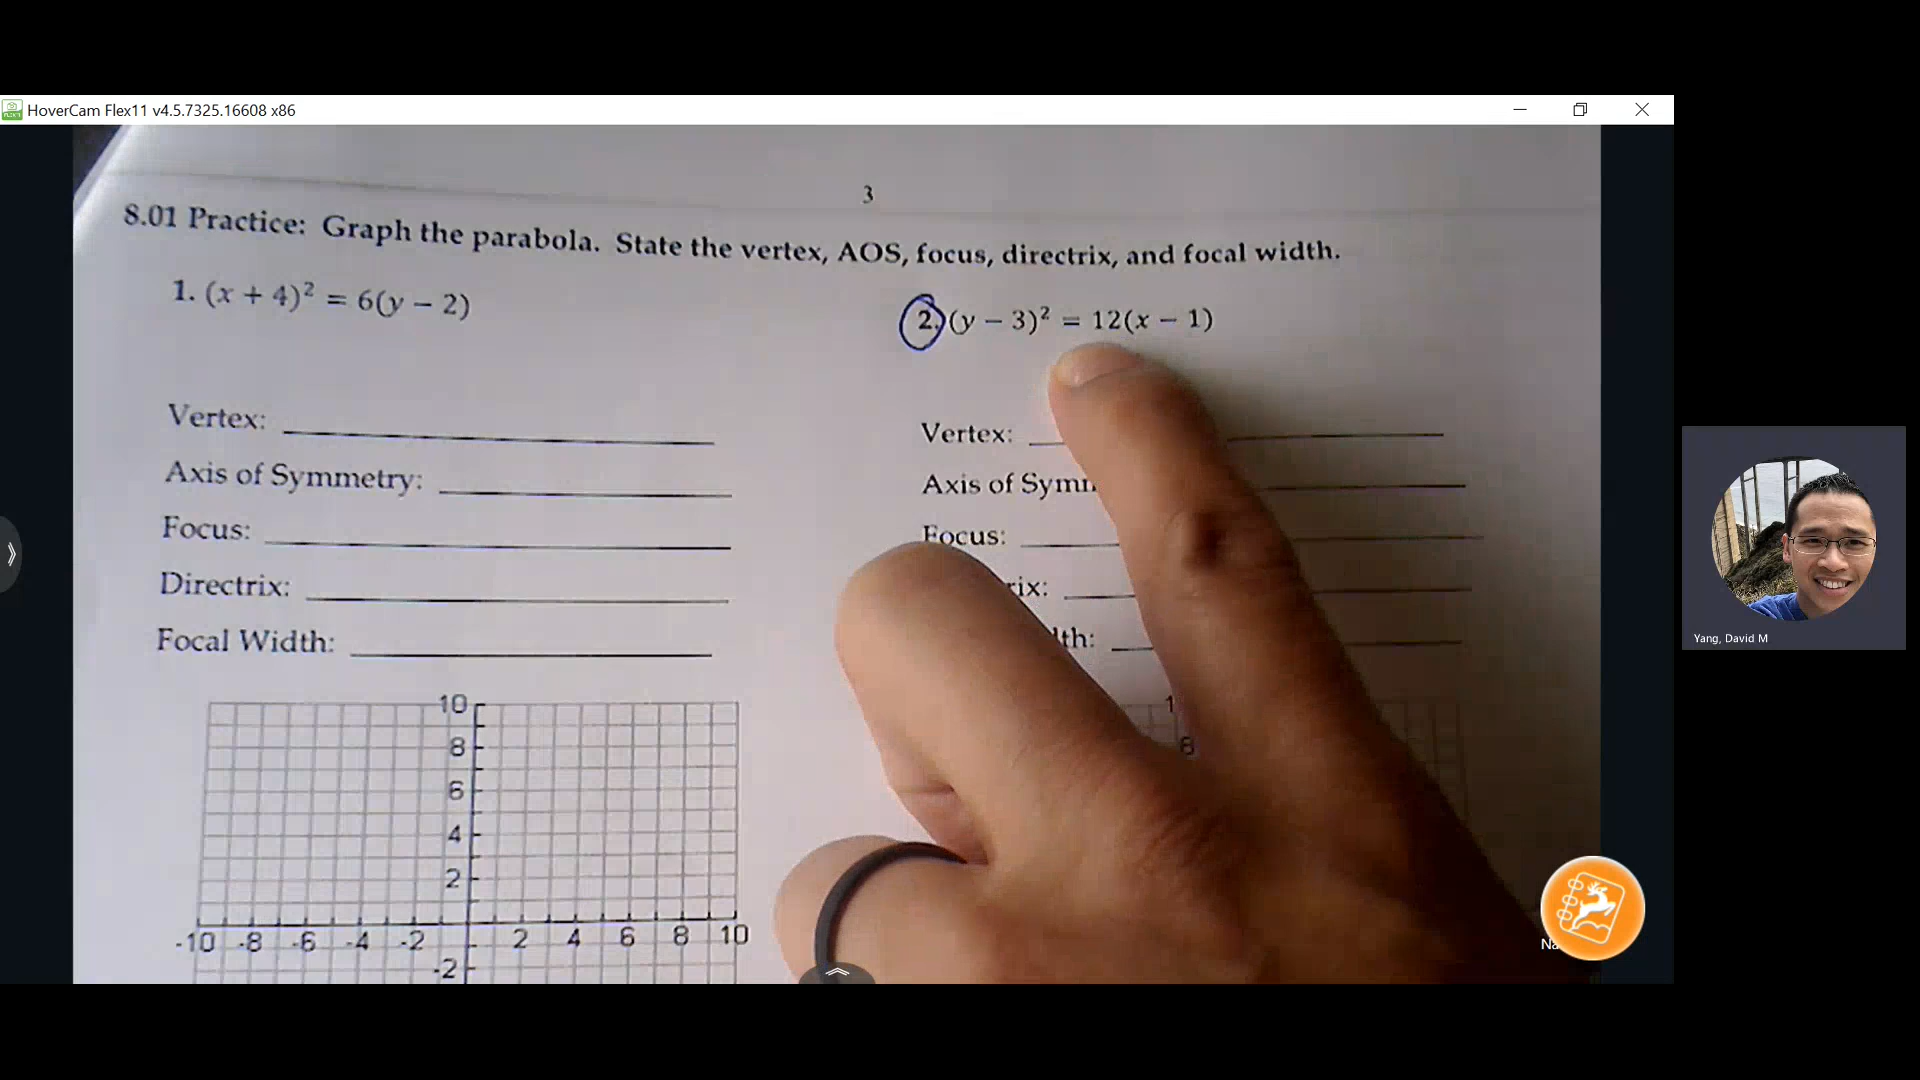 HoverCam Flex11 v4.5.7325.16608 x86
3
8.01 Practice: Graph the parabola. State the vertex, AOS, focus, directrix, and focal width.
1. (x + 4)² = 6(y − 2)
2. (y − 3)² = 12(x − 1)
Vertex:
Axis of Symmetry:
Focus:
Directrix:
Focal Width:
Vertex:
Axis of
Focus:
10
8
6
4
2
-10 -8 -6 -4 -2 2 4 6 8 10
-2
8
Yang, David M